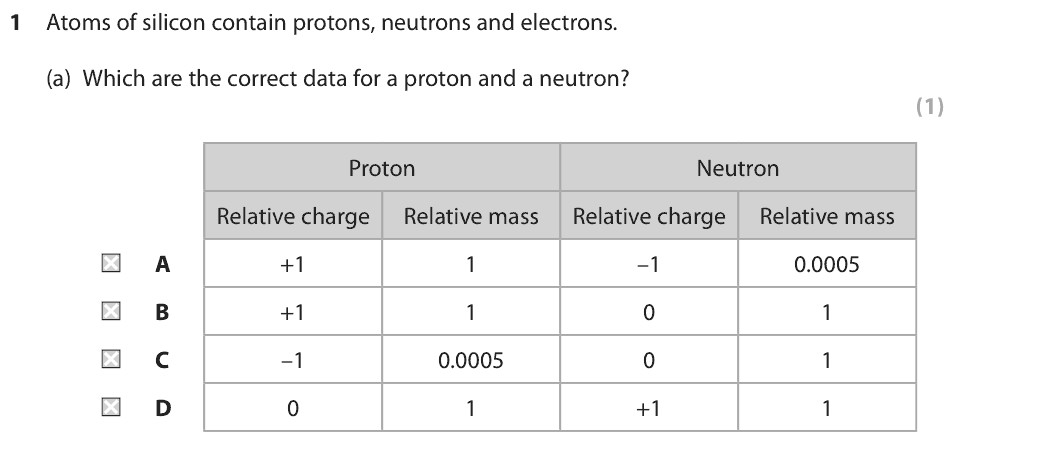 1 Atoms of silicon contain protons, neutrons and electrons.
(a) Which are the correct data for a proton and a neutron?
(1)
Proton Neutron
Relative charge Relative mass Relative charge Relative mass
A +1 1 –1 0.0005
B +1 1 0 1
C –1 0.0005 0 1
D 0 1 +1 1